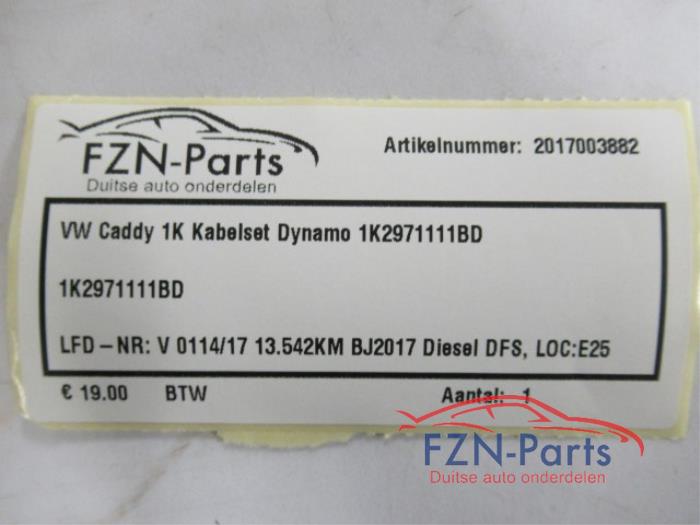 FZN-Parts
Duitse auto onderdelen
Artikelnummer: 2017003882
VW Caddy 1K Kabelset Dynamo 1K2971111BD
1K2971111BD
LFD-NR: V 0114/17 13.542KM BJ2017 Diesel DFS, LOC:E25
€ 19.00 BTW Aantal: 1
FZN-Parts
Duitse auto onderdelen